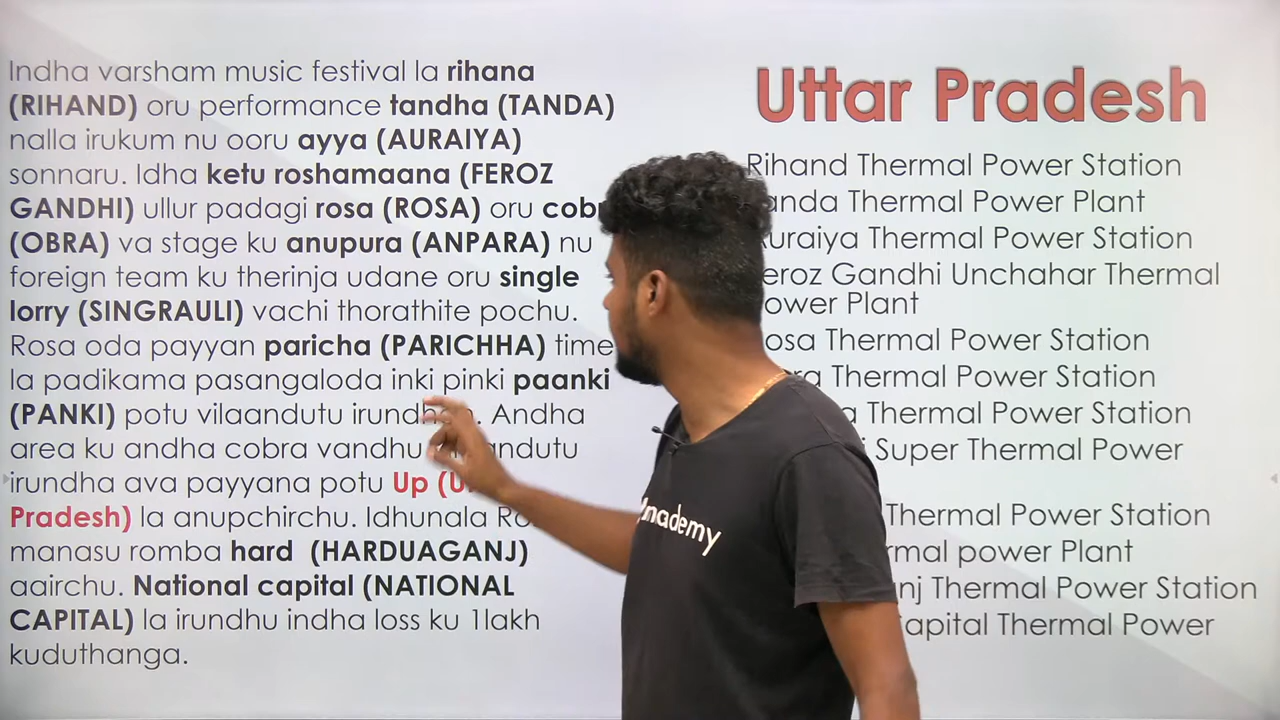 Indha varsham music festival la rihana
(RIHAND) oru performance tandha (TANDA)
nalla irukum nu ooru ayya (AURAIYA)
sonnaru. Idha ketu roshamaana (FEROZ
GANDHI) ullur padagi rosa (ROSA) oru
(OBRA) va stage ku anupura (ANPARA) nu
foreign team ku therinja udane oru single
lorry (SINGRAULI) vachi thorathite pochu.
Rosa oda payyan paricha (PARICHHA) time
la padikama pasangaloda inki pinki paanki
(PANKI) potu vilaandutu Andha
area ku andha cobra vandhu
irundha ava payyana potu Up
Pradesh) la anupchirchu. Idhunala
manasu romba hard (HARDUAGANJ)
aairchu. National capital (NATIONAL
CAPITAL) la irundhu indha loss ku 1lakh
kuduthanga.
Uttar Pradesh
Rihand Thermal Power Station
Thermal Power Plant
Thermal Power Station
Gandhi Unchahar Thermal
Plant
Thermal Power Station
Thermal Power Station
Thermal Power Station
Super Thermal Power
Thermal Power Station
power Plant
Thermal Power Station
Thermal Power